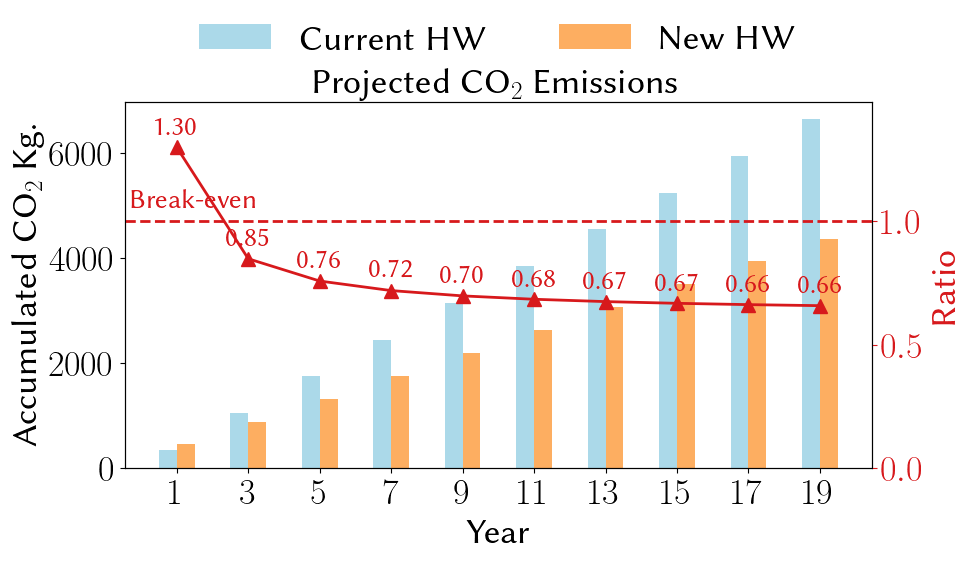 Current HW New HW
Projected CO₂ Emissions
Accumulated CO₂ Kg.
6000
4000
2000
0
1.30
Break-even
0.85
0.76
0.72
0.70
0.68
0.67
0.67
0.66
0.66
1.0
0.5
0.0
Ratio
1 3 5 7 9 11 13 15 17 19
Year